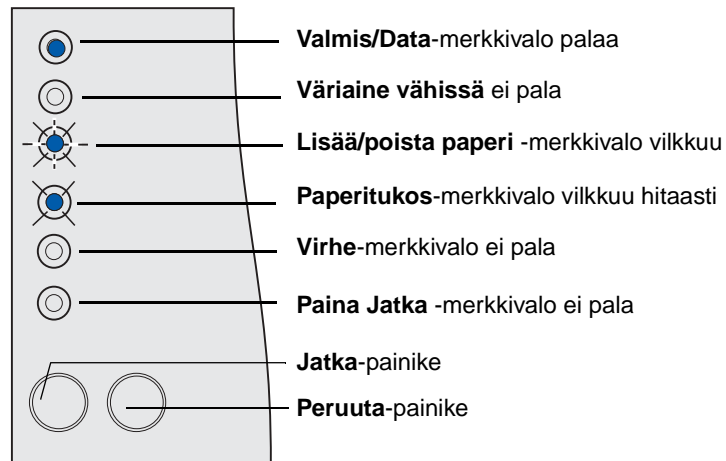 Valmis/Data-merkkivalo palaa
Väriaine vähissä ei pala
Lisää/poista paperi -merkkivalo vilkkuu
Paperitukos-merkkivalo vilkkuu hitaasti
Virhe-merkkivalo ei pala
Paina Jatka -merkkivalo ei pala
Jatka-painike
Peruuta-painike